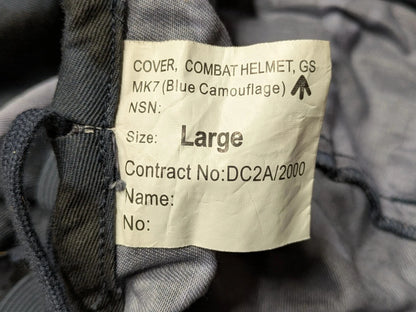 COVER, COMBAT HELMET, GS
MK7 (Blue Camouflage)
NSN:
Size: Large
Contract No:DC2A/2000
Name:
No: